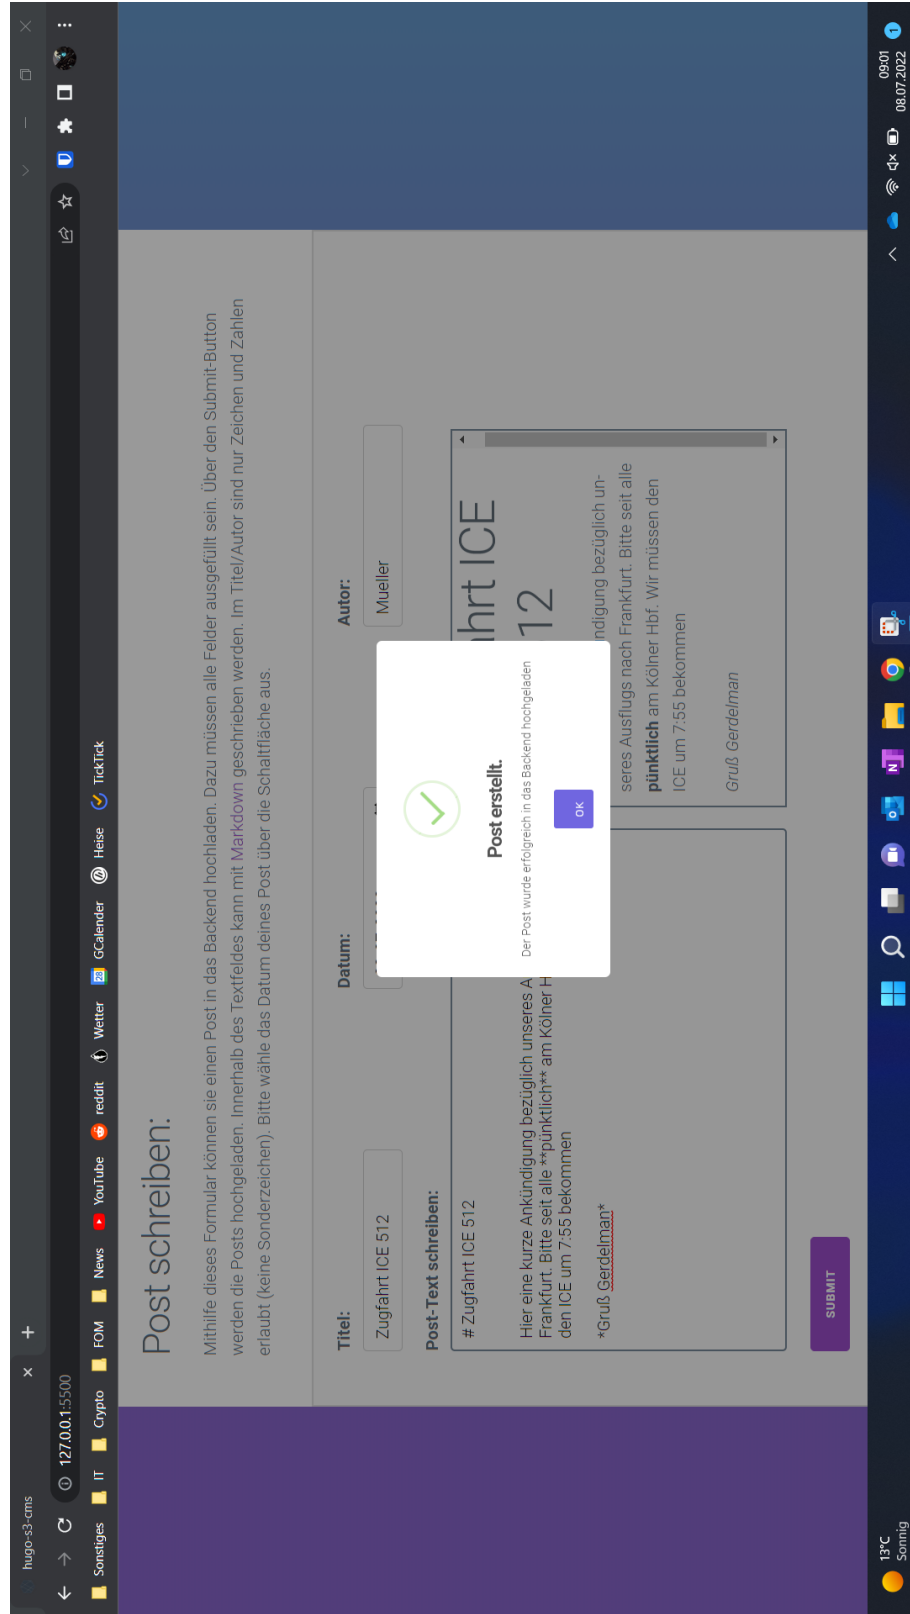 hugo-s3-cms
127.0.0.1:5500
Sonstiges IT Crypto FOM News YouTube reddit Wetter GCalender Heise TickTick
Post schreiben:
Mithilfe dieses Formular können sie einen Post in das Backend hochladen. Dazu müssen alle Felder ausgefüllt sein. Über den Submit-Button
werden die Posts hochgeladen. Innerhalb des Textfeldes kann mit Markdown geschrieben werden. Im Titel/Autor sind nur Zeichen und Zahlen
erlaubt (keine Sonderzeichen). Bitte wähle das Datum deines Post über die Schaltfläche aus.
Titel: Datum: Autor:
Zugfahrt ICE 512 Mueller
Post-Text schreiben:
# Zugfahrt ICE 512
Hier eine kurze Ankündigung bezüglich unseres A
Frankfurt. Bitte seit alle **pünktlich** am Kölner H
den ICE um 7:55 bekommen
*Gruß Gerdelman*
ahrt ICE
12
ndigung bezüglich un-
seres Ausflugs nach Frankfurt. Bitte seit alle
pünktlich am Kölner Hbf. Wir müssen den
ICE um 7:55 bekommen
Gruß Gerdelman
Post erstellt.
Der Post wurde erfolgreich in das Backend hochgeladen
OK
SUBMIT
13°C
Sonnig
09:01
08.07.2022
1